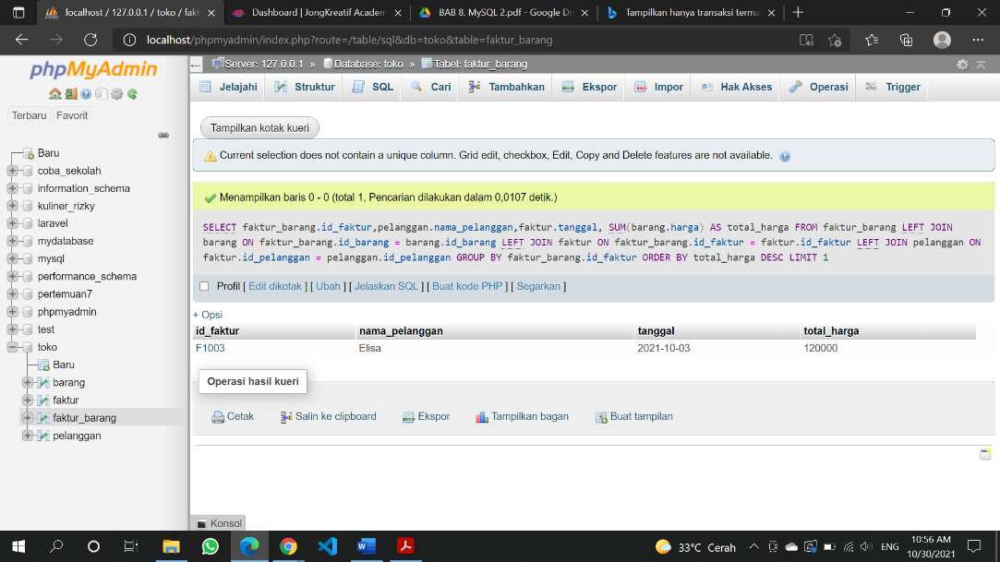 localhost / 127.0.0.1 / toko / fakt
Dashboard | JongKreatif Academ
BAB 8. MySQL 2.pdf - Google Dri
Tampilkan hanya transaksi terma
localhost/phpmyadmin/index.php?route=/table/sql&db=toko&table=faktur_barang
phpMyAdmin
Terbaru Favorit
Baru
coba_sekolah
information_schema
kuliner_rizky
laravel
mydatabase
mysql
performance_schema
pertemuan7
phpmyadmin
test
toko
Baru
barang
faktur
faktur_barang
pelanggan
Server: 127.0.0.1 » Database: toko » Tabel: faktur_barang
Jelajahi Struktur SQL Cari Tambahkan Ekspor Impor Hak Akses Operasi Trigger
Tampilkan kotak kueri
Current selection does not contain a unique column. Grid edit, checkbox, Edit, Copy and Delete features are not available.
Menampilkan baris 0 - 0 (total 1, Pencarian dilakukan dalam 0,0107 detik.)
SELECT faktur_barang.id_faktur,pelanggan.nama_pelanggan,faktur.tanggal, SUM(barang.harga) AS total_harga FROM faktur_barang LEFT JOIN
barang ON faktur_barang.id_barang = barang.id_barang LEFT JOIN faktur ON faktur_barang.id_faktur = faktur.id_faktur LEFT JOIN pelanggan ON
faktur.id_pelanggan = pelanggan.id_pelanggan GROUP BY faktur_barang.id_faktur ORDER BY total_harga DESC LIMIT 1
Profil [ Edit dikotak ] [ Ubah ] [ Jelaskan SQL ] [ Buat kode PHP ] [ Segarkan ]
+ Opsi
id_faktur nama_pelanggan tanggal total_harga
F1003 Elisa 2021-10-03 120000
Operasi hasil kueri
Cetak Salin ke clipboard Ekspor Tampilkan bagan Buat tampilan
Konsol
33°C Cerah
ENG
10:56 AM
10/30/2021